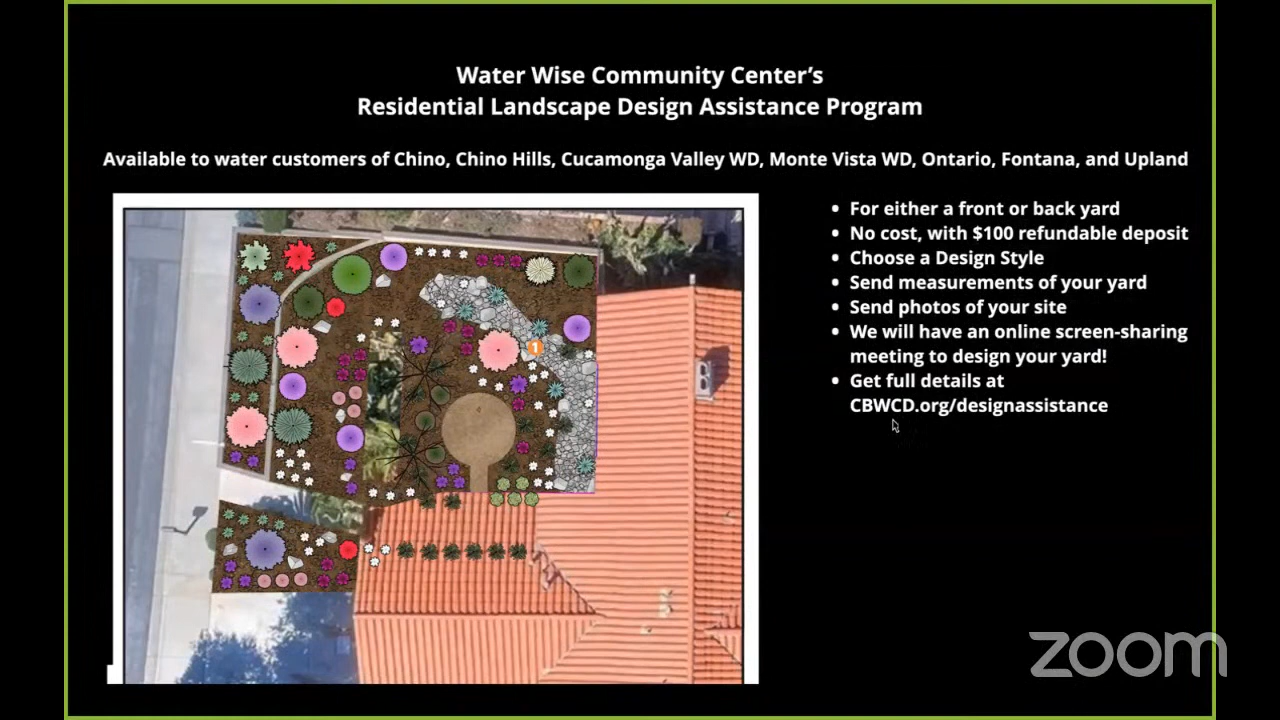 Water Wise Community Center’s
Residential Landscape Design Assistance Program
Available to water customers of Chino, Chino Hills, Cucamonga Valley WD, Monte Vista WD, Ontario, Fontana, and Upland
• For either a front or back yard
• No cost, with $100 refundable deposit
• Choose a Design Style
• Send measurements of your yard
• Send photos of your site
• We will have an online screen-sharing
meeting to design your yard!
• Get full details at
CBWCD.org/designassistance
1
zoom